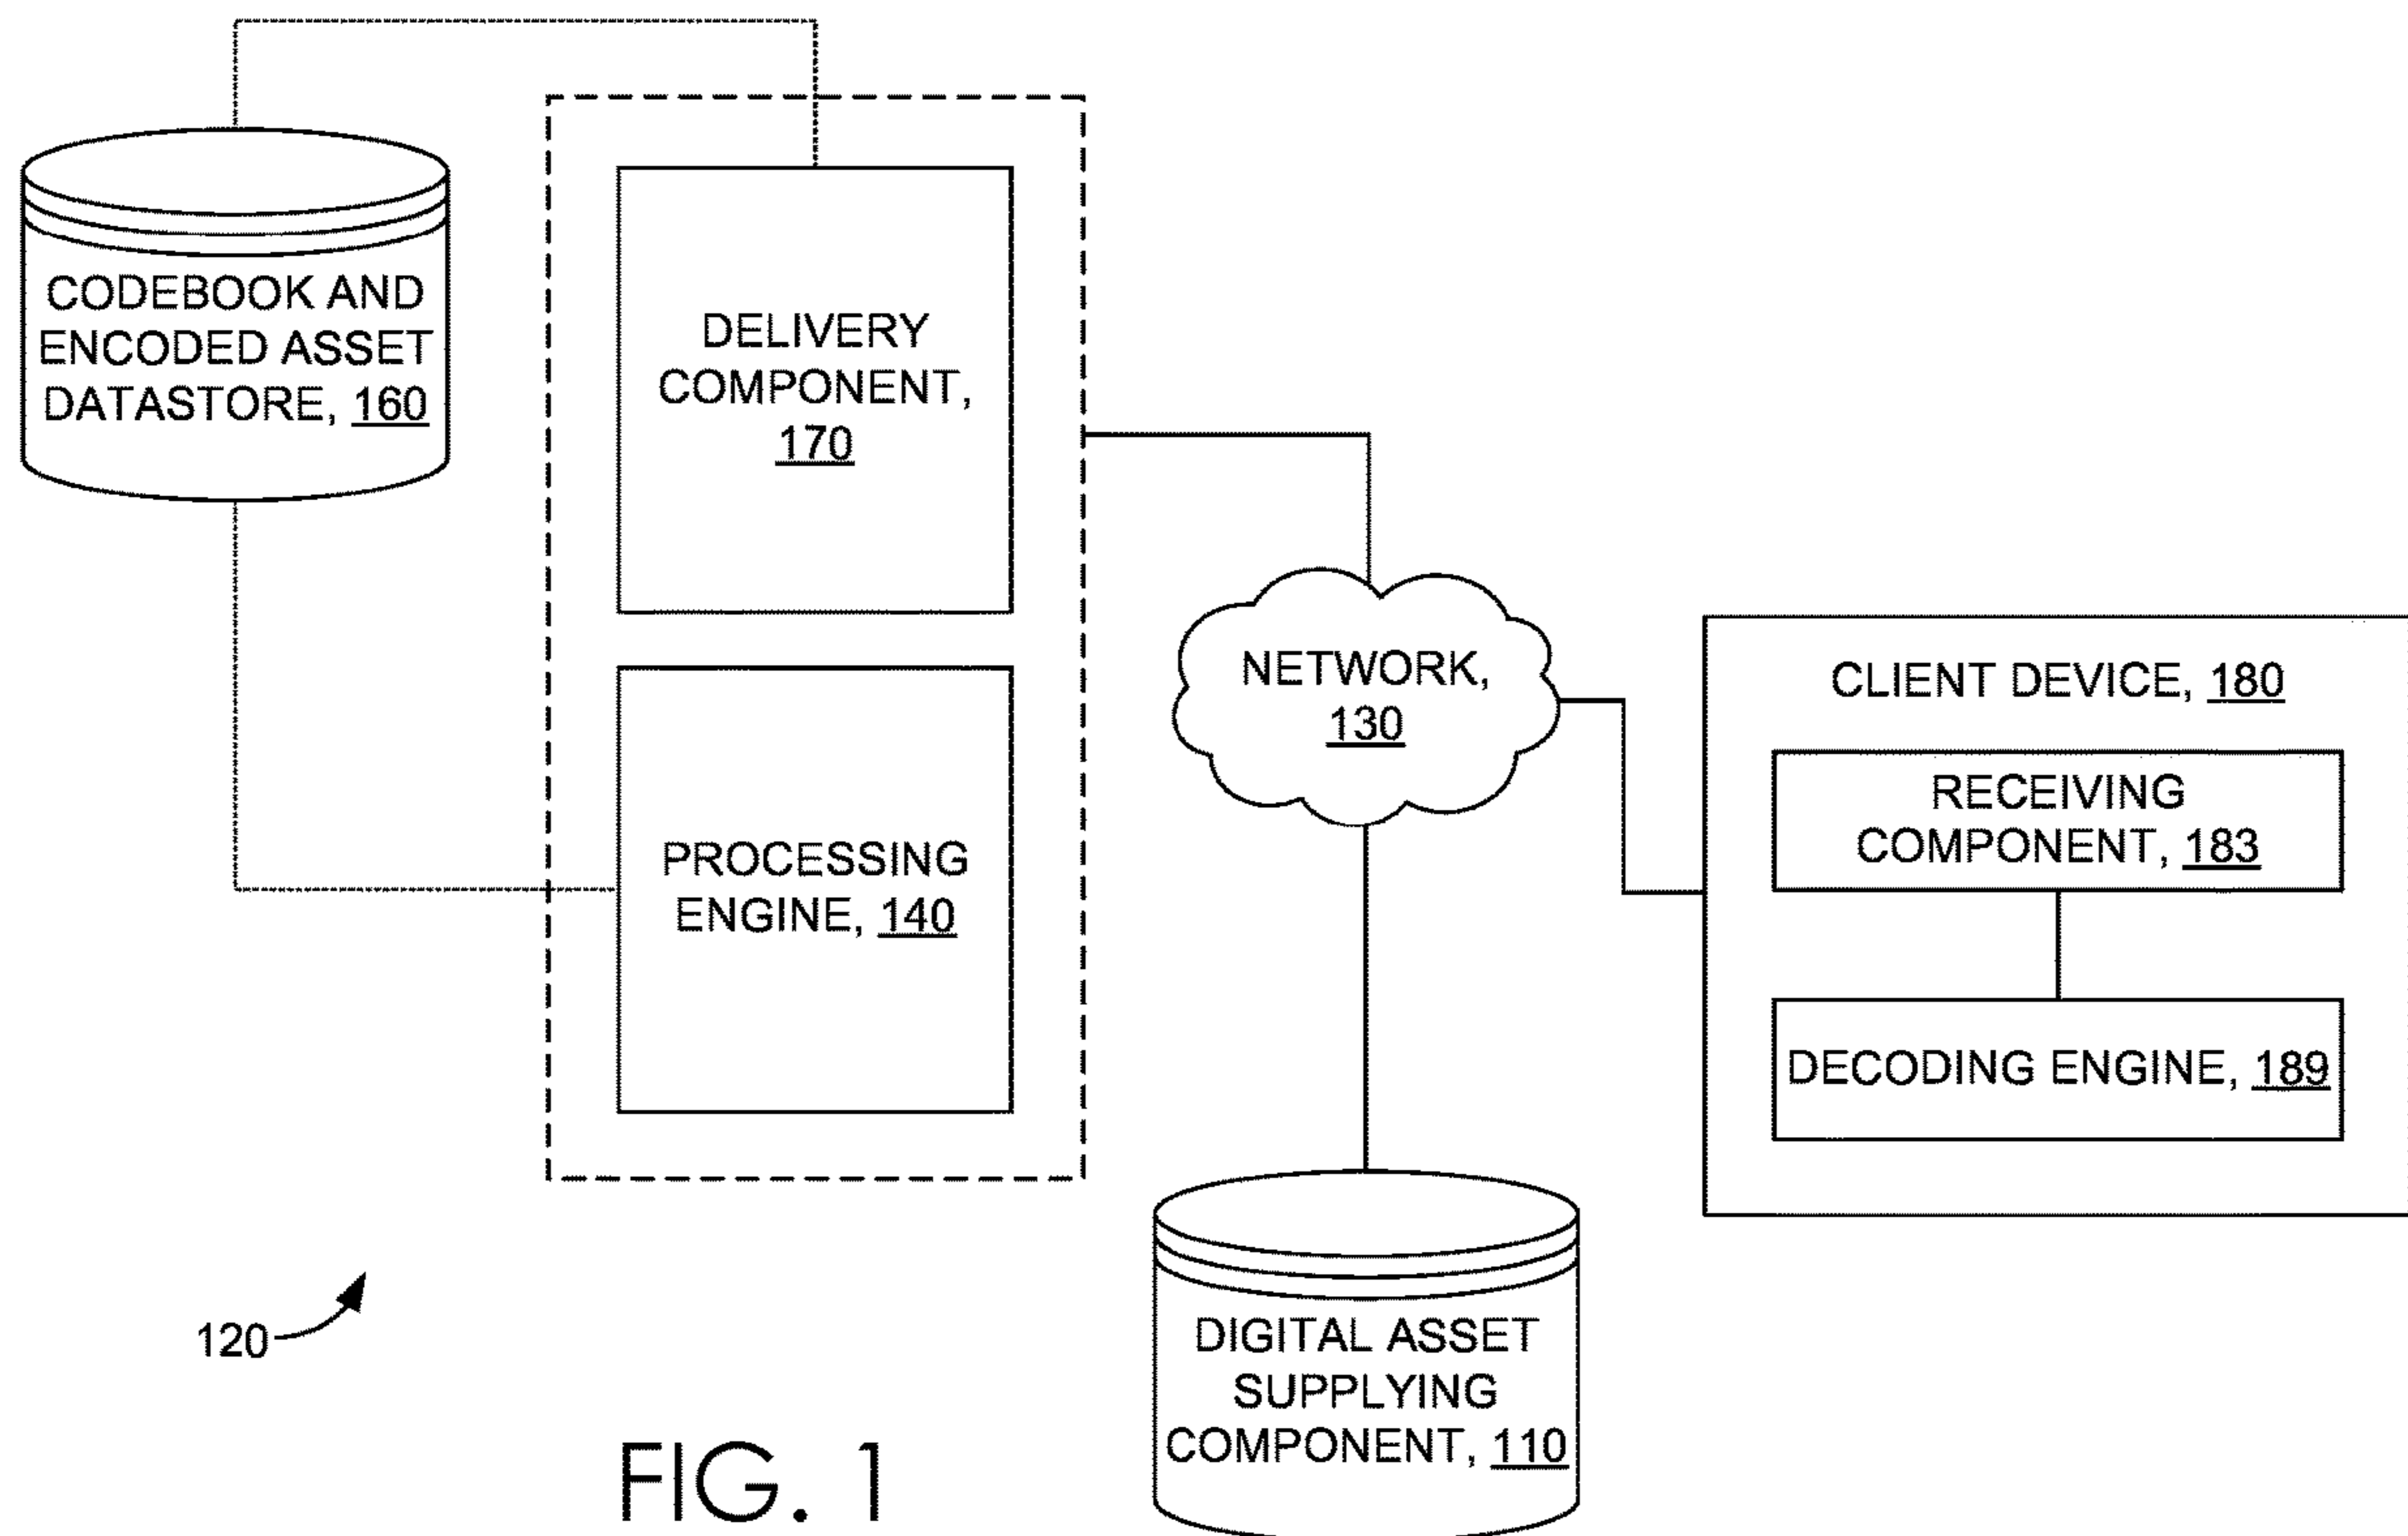 CODEBOOK AND
ENCODED ASSET
DATASTORE, 160
DELIVERY
COMPONENT,
170
PROCESSING
ENGINE, 140
NETWORK,
130
CLIENT DEVICE, 180
RECEIVING
COMPONENT, 183
DECODING ENGINE, 189
DIGITAL ASSET
SUPPLYING
COMPONENT, 110
120
FIG. 1